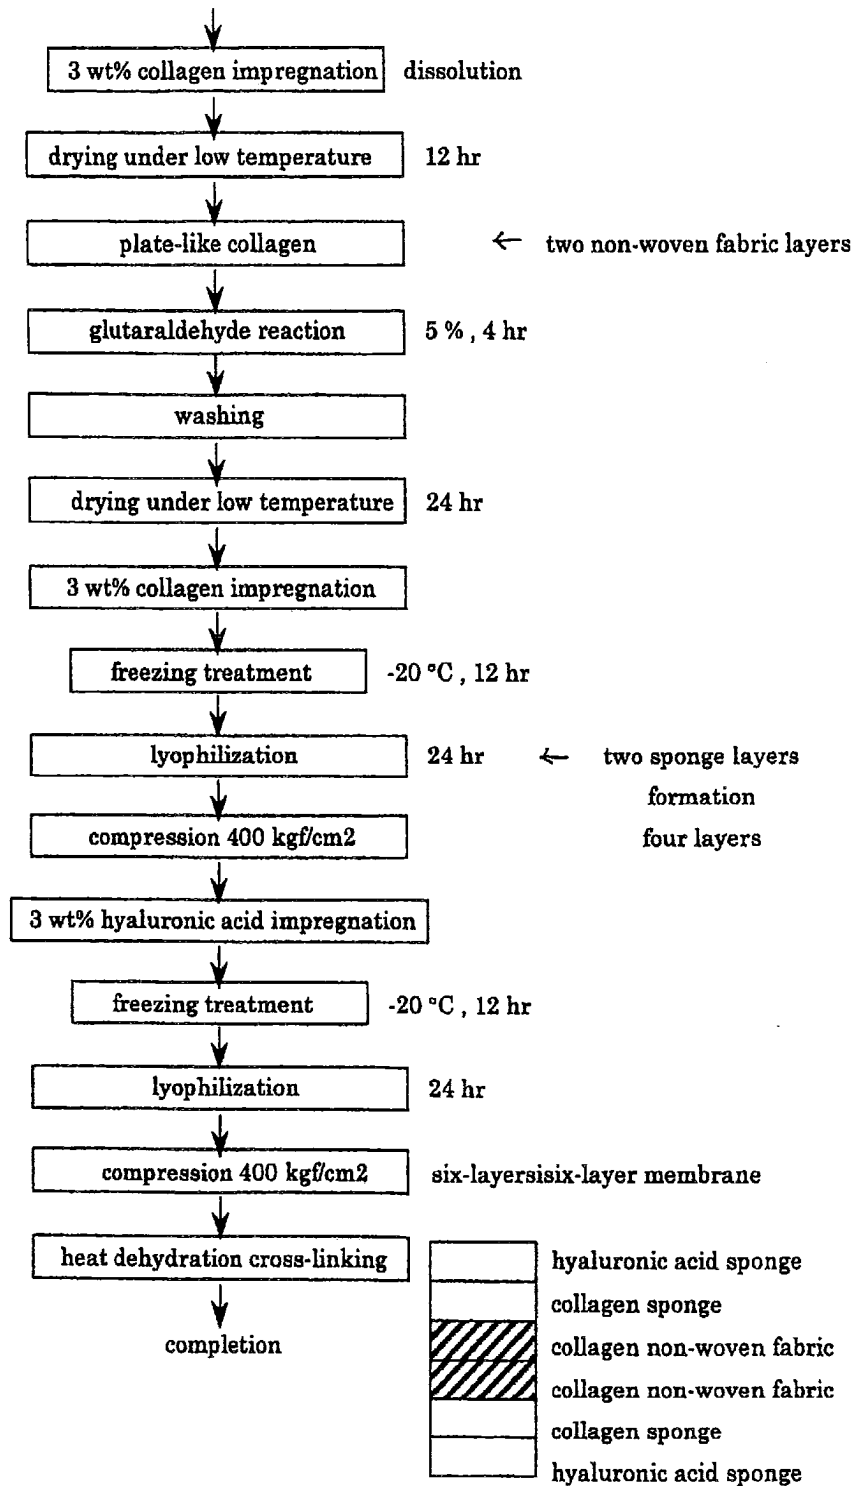 3 wt% collagen impregnation dissolution
drying under low temperature 12 hr
plate-like collagen ← two non-woven fabric layers
glutaraldehyde reaction 5 % , 4 hr
washing
drying under low temperature 24 hr
3 wt% collagen impregnation
freezing treatment -20 °C , 12 hr
lyophilization 24 hr ← two sponge layers
formation
compression 400 kgf/cm2 four layers
3 wt% hyaluronic acid impregnation
freezing treatment -20 °C , 12 hr
lyophilization 24 hr
compression 400 kgf/cm2 six-layersisix-layer membrane
heat dehydration cross-linking
hyaluronic acid sponge
collagen sponge
completion
collagen non-woven fabric
collagen non-woven fabric
collagen sponge
hyaluronic acid sponge